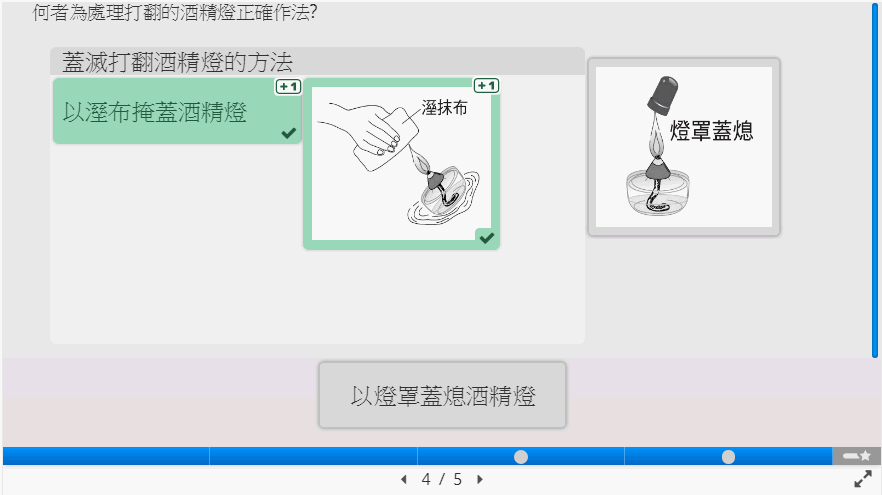 何者為處理打翻的酒精燈正確作法?
蓋滅打翻酒精燈的方法
+1
以溼布掩蓋酒精燈
+1
溼抹布
燈罩蓋熄
以燈罩蓋熄酒精燈
4 / 5